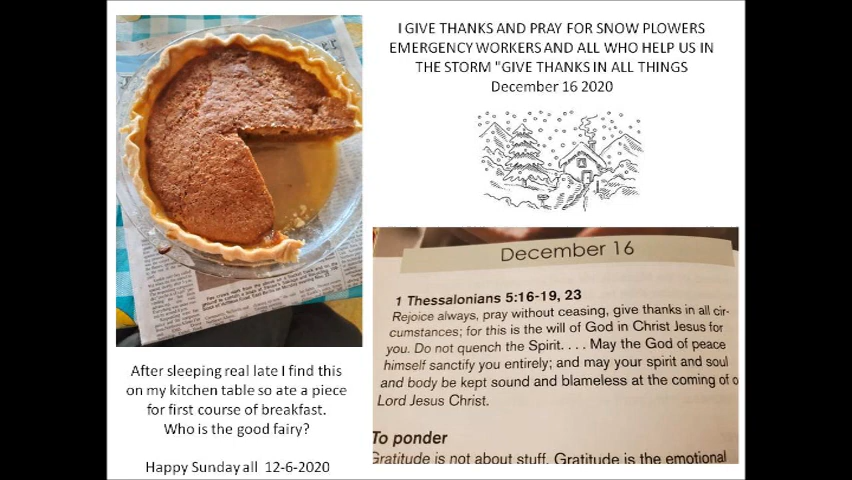 I GIVE THANKS AND PRAY FOR SNOW PLOWERS
EMERGENCY WORKERS AND ALL WHO HELP US IN
THE STORM "GIVE THANKS IN ALL THINGS
December 16 2020
After sleeping real late I find this
on my kitchen table so ate a piece
for first course of breakfast.
Who is the good fairy?
Happy Sunday all 12-6-2020
December 16
1 Thessalonians 5:16-19, 23
Rejoice always, pray without ceasing, give thanks in all cir-
cumstances; for this is the will of God in Christ Jesus for
you. Do not quench the Spirit. . . . May the God of peace
himself sanctify you entirely; and may your spirit and soul
and body be kept sound and blameless at the coming of o
Lord Jesus Christ.
To ponder
Gratitude is not about stuff. Gratitude is the emotional